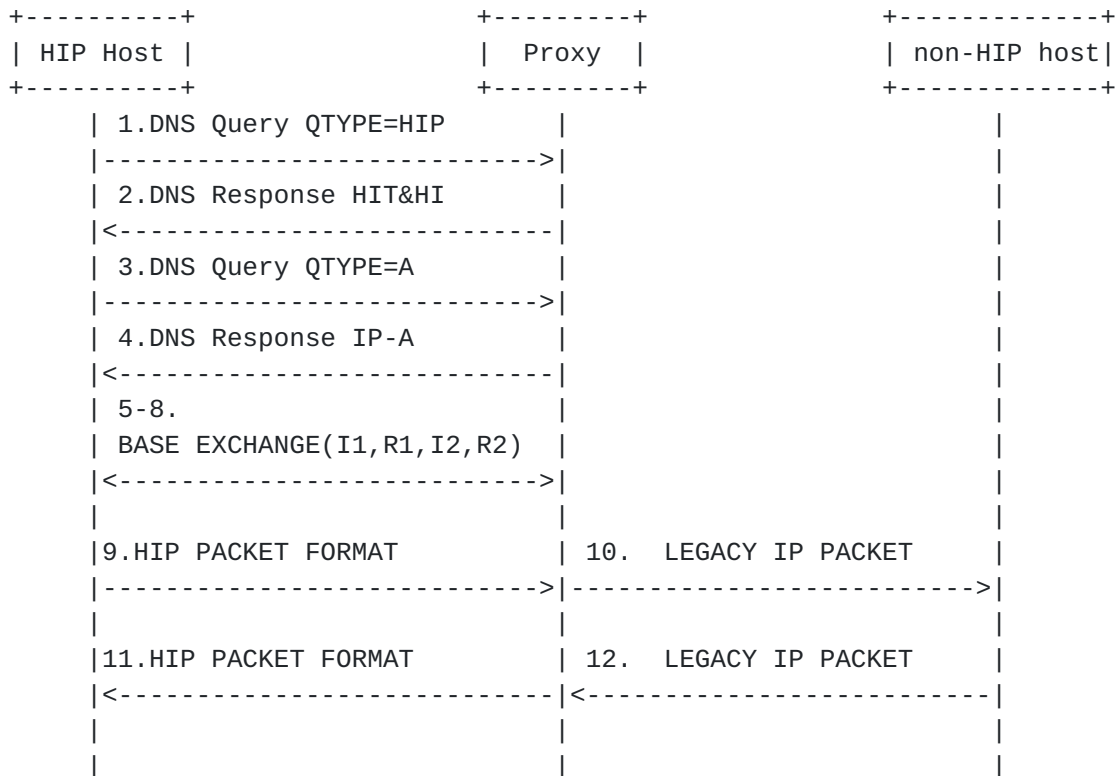 HIP Host Proxy non-HIP host
1.DNS Query QTYPE=HIP
2.DNS Response HIT&HI
3.DNS Query QTYPE=A
4.DNS Response IP-A
5-8.
BASE EXCHANGE(I1,R1,I2,R2)
9.HIP PACKET FORMAT 10. LEGACY IP PACKET
11.HIP PACKET FORMAT 12. LEGACY IP PACKET